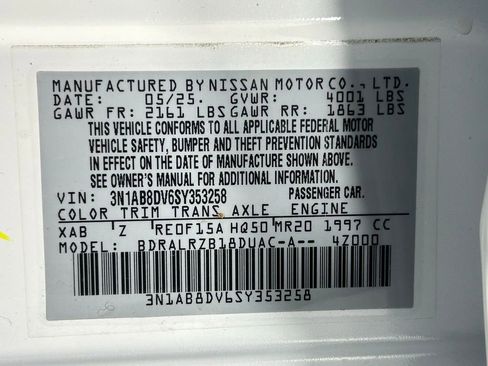 MANUFACTURED BY NISSAN MOTOR CO., LTD.
DATE: 05/25. GVWR: 4001 LBS
GAWR FR: 2161 LBS GAWR RR: 1863 LBS
THIS VEHICLE CONFORMS TO ALL APPLICABLE FEDERAL MOTOR
VEHICLE SAFETY, BUMPER AND THEFT PREVENTION STANDARDS
IN EFFECT ON THE DATE OF MANUFACTURE SHOWN ABOVE.
SEE OWNER'S MANUAL FOR ADDITIONAL INFORMATION.
VIN: 3N1AB8DV6SY353258 PASSENGER CAR.
COLOR TRIM TRANS AXLE ENGINE
XAB Z RE0F15A HQ50 MR20 1997 CC
MODEL: BDRALRZB18DUAC-A-- 4Z000
3N1AB8DV6SY353258